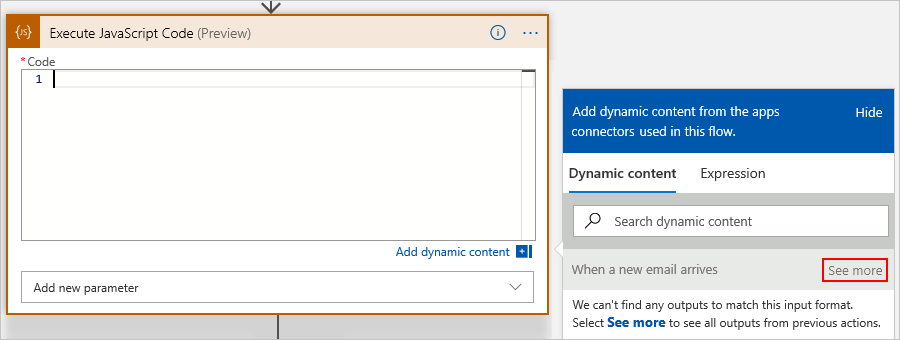 {JS} Execute JavaScript Code (Preview)
*Code
1
Add dynamic content
Add new parameter
Add dynamic content from the apps
connectors used in this flow.
Hide
Dynamic content Expression
Search dynamic content
When a new email arrives See more
We can't find any outputs to match this input format.
Select See more to see all outputs from previous actions.